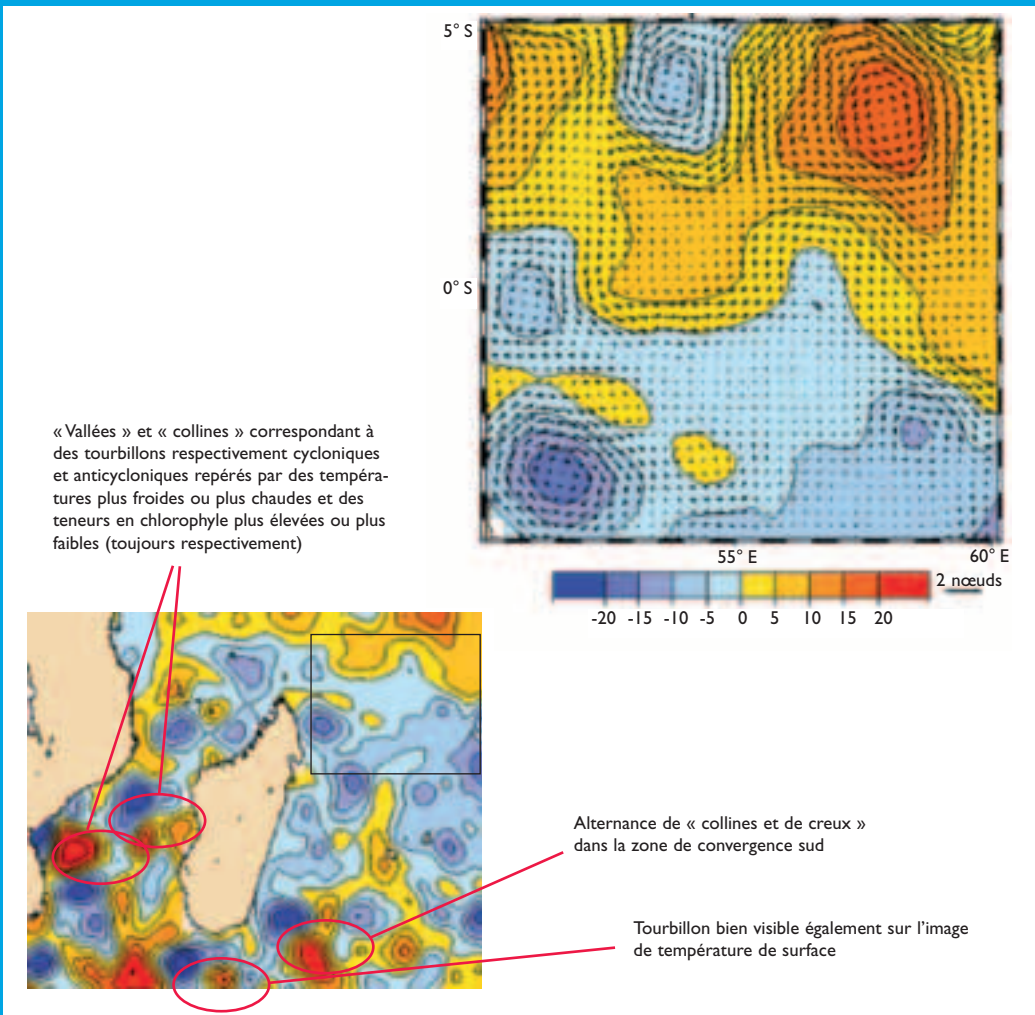 5° S
0° S
55° E
60° E
2 nœuds
-20 -15 -10 -5 0 5 10 15 20
« Vallées » et « collines » correspondant à
des tourbillons respectivement cycloniques
et anticycloniques repérés par des tempéra-
tures plus froides ou plus chaudes et des
teneurs en chlorophyle plus élevées ou plus
faibles (toujours respectivement)
Alternance de « collines et de creux »
dans la zone de convergence sud
Tourbillon bien visible également sur l'image
de température de surface